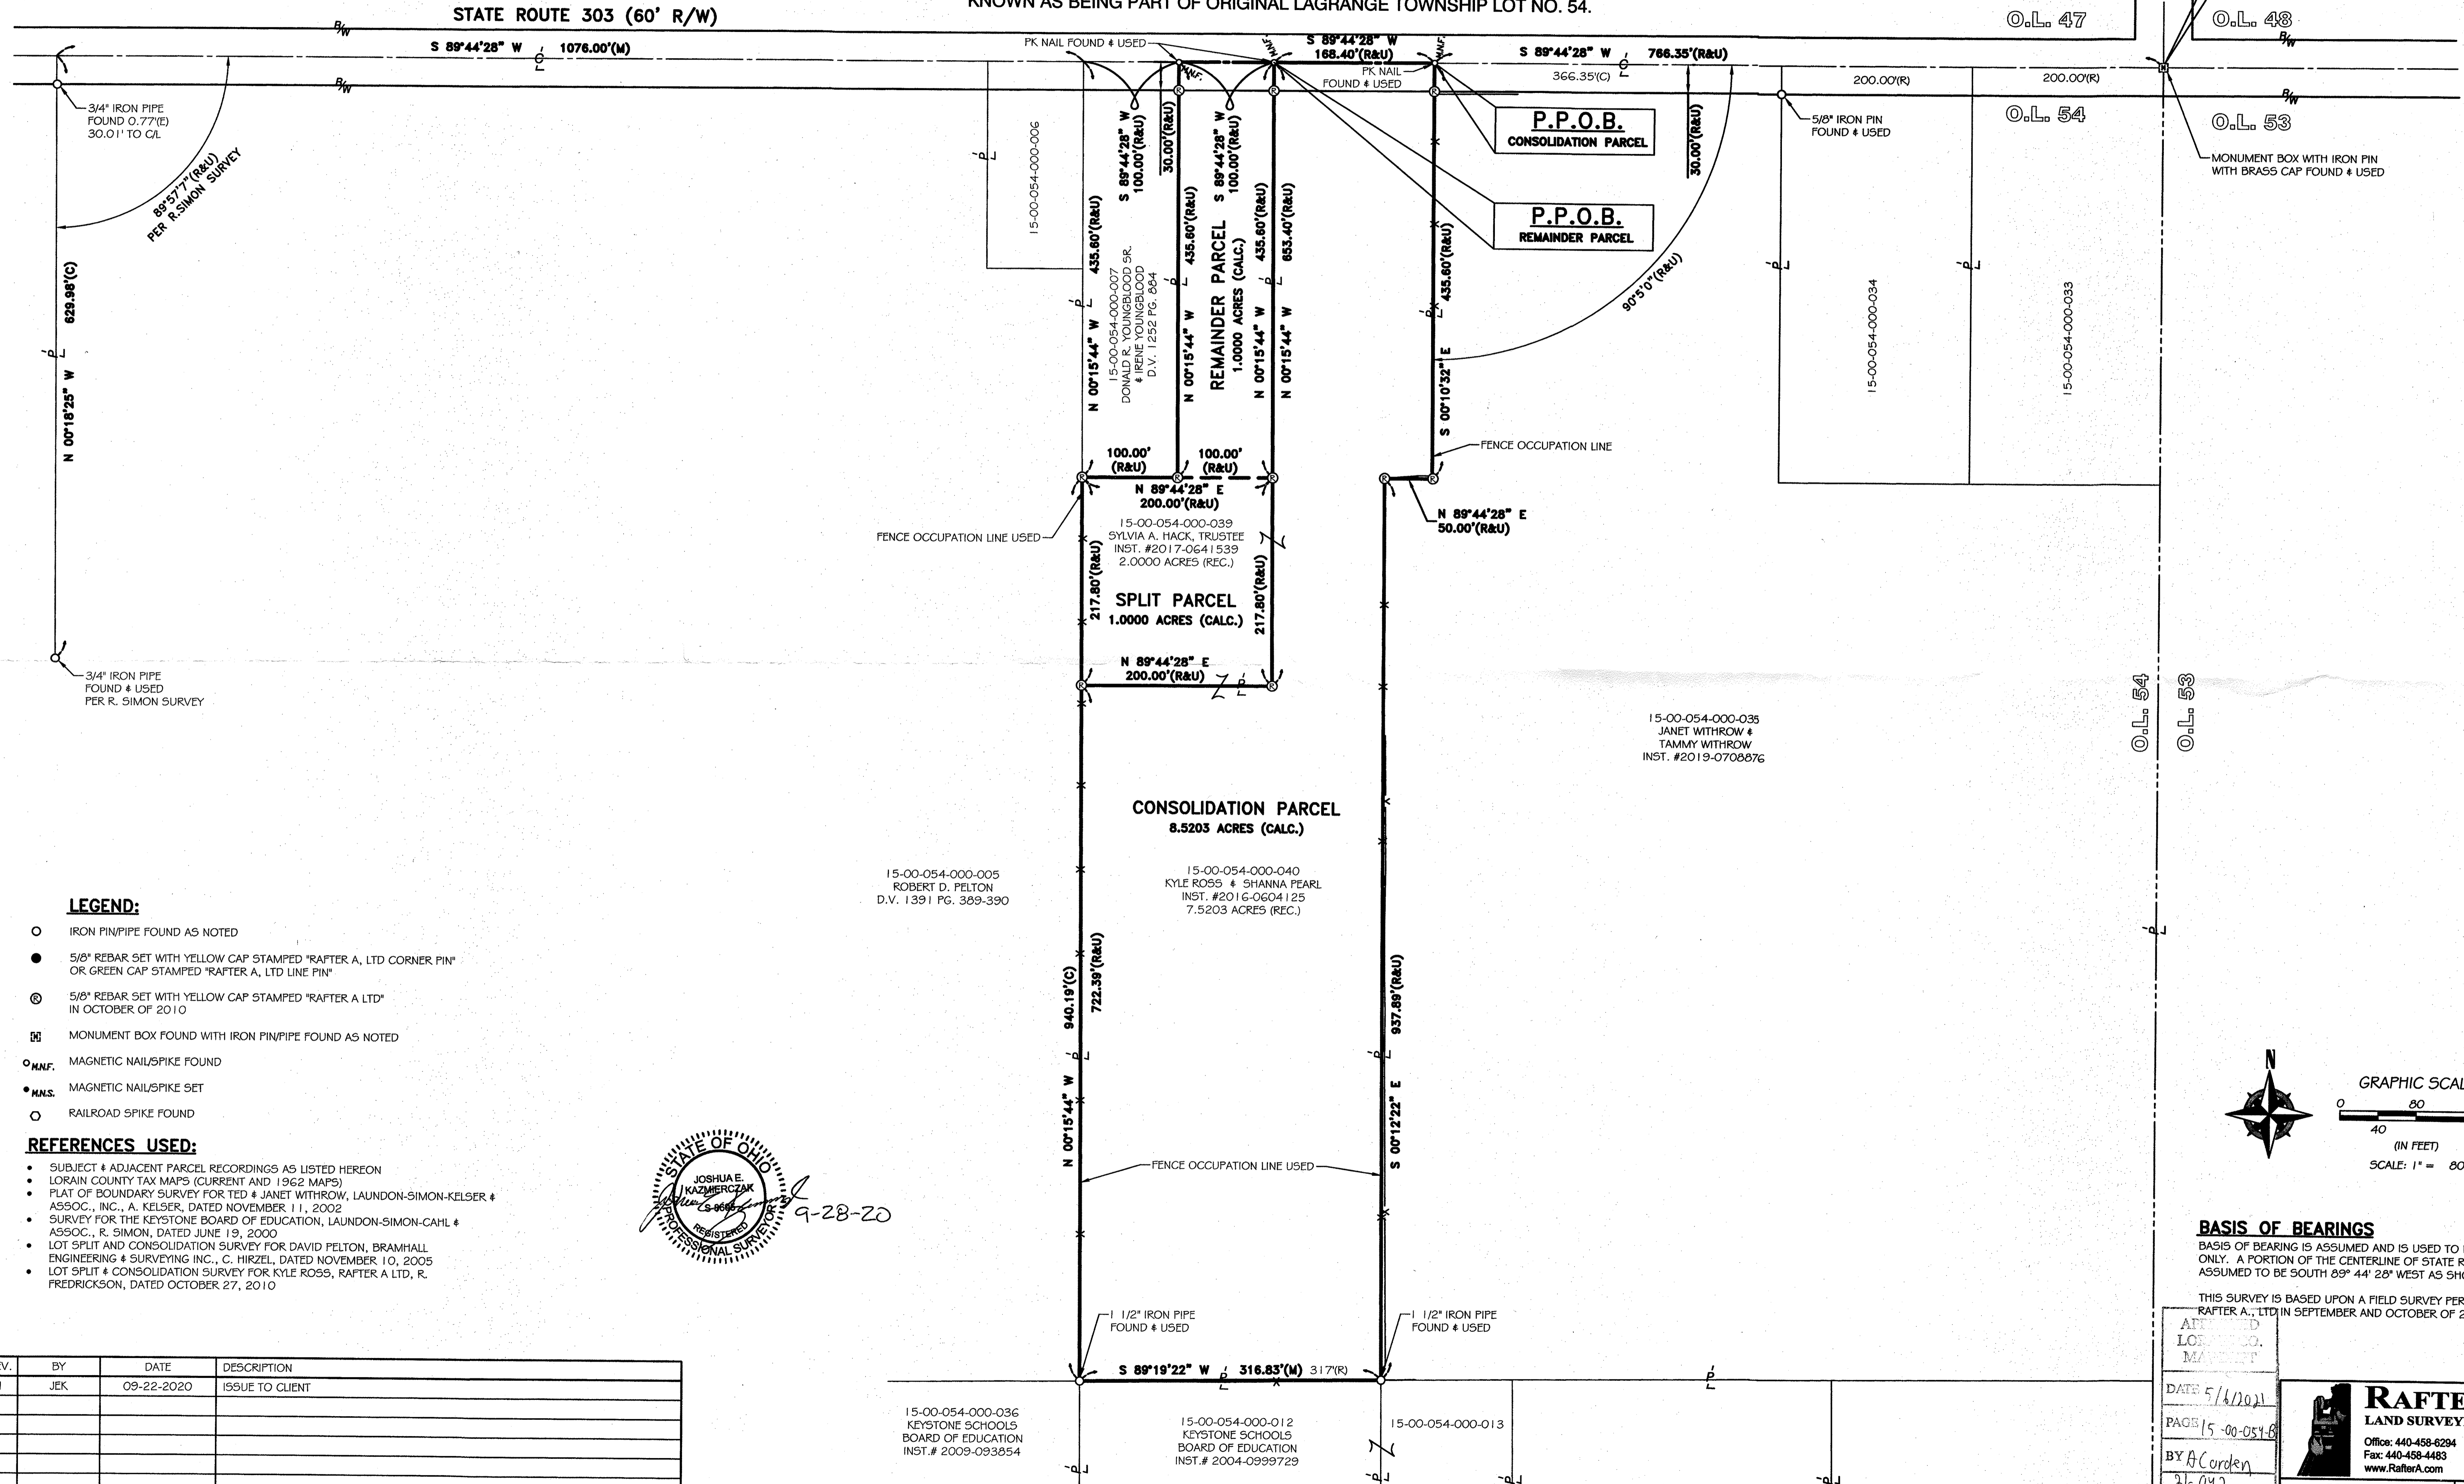 KNOWN AS BEING PART OF ORIGINAL LAGRANGE TOWNSHIP LOT NO. 54.
STATE ROUTE 303 (60' R/W)
R/W
S 89°44'28" W
C/L
1076.00'(M)
R/W
PK NAIL FOUND & USED
M.N.F.
S 89°44'28" W
168.40'(R&U)
M.N.F.
PK NAIL
FOUND & USED
M.N.F.
S 89°44'28" W
C/L
766.35'(R&U)
366.35'(C)
200.00'(R)
200.00'(R)
O.L. 47
O.L. 48
R/W
R/W
O.L. 54
O.L. 53
3/4" IRON PIPE
FOUND 0.77'(E)
30.01' TO C/L
89°57'7"(R&U)
PER R.SIMON SURVEY
N 00°18'25" W
P/L
629.98'(C)
3/4" IRON PIPE
FOUND & USED
PER R. SIMON SURVEY
15-00-054-000-006
P/L
S 89°44'28" W
100.00'(R&U)
30.00'(R&U)
S 89°44'28" W
100.00'(R&U)
P.P.O.B.
CONSOLIDATION PARCEL
P.P.O.B.
REMAINDER PARCEL
30.00'(R&U)
5/8" IRON PIN
FOUND & USED
MONUMENT BOX WITH IRON PIN
WITH BRASS CAP FOUND & USED
N 00°15'44" W
P/L
435.60'(R&U)
15-00-054-000-007
DONALD R. YOUNGBLOOD SR.
& IRENE YOUNGBLOOD
D.V. 1252 PG. 884
N 00°15'44" W
P/L
435.60'(R&U)
REMAINDER PARCEL
1.0000 ACRES (CALC.)
N 00°15'44" W
P/L
435.60'(R&U)
N 00°15'44" W
653.40'(R&U)
S 00°10'32" E
P/L
435.60'(R&U)
90°5'0"(R&U)
P/L
15-00-054-000-034
P/L
15-00-054-000-033
FENCE OCCUPATION LINE
100.00'
(R&U)
100.00'
(R&U)
N 89°44'28" E
200.00'(R&U)
N 89°44'28" E
50.00'(R&U)
FENCE OCCUPATION LINE USED
15-00-054-000-039
SYLVIA A. HACK, TRUSTEE
INST. #2017-0641539
2.0000 ACRES (REC.)
217.80'(R&U)
217.80'(R&U)
SPLIT PARCEL
1.0000 ACRES (CALC.)
N 89°44'28" E
200.00'(R&U)
P/L
15-00-054-000-035
JANET WITHROW &
TAMMY WITHROW
INST. #2019-0708876
O.L. 54
O.L. 53
P/L
CONSOLIDATION PARCEL
8.5203 ACRES (CALC.)
15-00-054-000-005
ROBERT D. PELTON
D.V. 1391 PG. 389-390
15-00-054-000-040
KYLE ROSS & SHANNA PEARL
INST. #2016-0604125
7.5203 ACRES (REC.)
N 00°15'44" W
P/L
940.19'(C)
722.39'(R&U)
S 00°12'22" E
P/L
937.89'(R&U)
FENCE OCCUPATION LINE USED
1 1/2" IRON PIPE
FOUND & USED
1 1/2" IRON PIPE
FOUND & USED
S 89°19'22" W
P/L
316.83'(M) 317'(R)
P/L
15-00-054-000-036
KEYSTONE SCHOOLS
BOARD OF EDUCATION
INST.# 2009-093854
15-00-054-000-012
KEYSTONE SCHOOLS
BOARD OF EDUCATION
INST.# 2004-0999729
15-00-054-000-013
P/L
P/L
P/L
P/L
LEGEND:
IRON PIN/PIPE FOUND AS NOTED
5/8" REBAR SET WITH YELLOW CAP STAMPED "RAFTER A, LTD CORNER PIN"
OR GREEN CAP STAMPED "RAFTER A, LTD LINE PIN"
R 5/8" REBAR SET WITH YELLOW CAP STAMPED "RAFTER A LTD"
IN OCTOBER OF 2010
MONUMENT BOX FOUND WITH IRON PIN/PIPE FOUND AS NOTED
M.N.F. MAGNETIC NAIL/SPIKE FOUND
M.N.S. MAGNETIC NAIL/SPIKE SET
RAILROAD SPIKE FOUND
REFERENCES USED:
• SUBJECT & ADJACENT PARCEL RECORDINGS AS LISTED HEREON
• LORAIN COUNTY TAX MAPS (CURRENT AND 1962 MAPS)
• PLAT OF BOUNDARY SURVEY FOR TED & JANET WITHROW, LAUNDON-SIMON-KELSER &
ASSOC., INC., A. KELSER, DATED NOVEMBER 11, 2002
• SURVEY FOR THE KEYSTONE BOARD OF EDUCATION, LAUNDON-SIMON-CAHL &
ASSOC., R. SIMON, DATED JUNE 19, 2000
• LOT SPLIT AND CONSOLIDATION SURVEY FOR DAVID PELTON, BRAMHALL
ENGINEERING & SURVEYING INC., C. HIRZEL, DATED NOVEMBER 10, 2005
• LOT SPLIT & CONSOLIDATION SURVEY FOR KYLE ROSS, RAFTER A LTD, R.
FREDRICKSON, DATED OCTOBER 27, 2010
STATE OF OHIO
JOSHUA E.
KAZMIERCZAK
REGISTERED
PROFESSIONAL SURVEYOR
9-28-20
BY DATE DESCRIPTION
JEK 09-22-2020 ISSUE TO CLIENT
N
GRAPHIC SCAL
0 80
40
(IN FEET)
SCALE: 1" = 80
BASIS OF BEARINGS
BASIS OF BEARING IS ASSUMED AND IS USED TO
ONLY. A PORTION OF THE CENTERLINE OF STATE R
ASSUMED TO BE SOUTH 89° 44' 28" WEST AS SHO
THIS SURVEY IS BASED UPON A FIELD SURVEY PER
RAFTER A., LTD IN SEPTEMBER AND OCTOBER OF 2
DATE 5/6/2021
PAGE 15-00-054-B
BY A Corden
RAFTE
LAND SURVEY
Office: 440-458-6294
Fax: 440-458-4483
www.RafterA.com